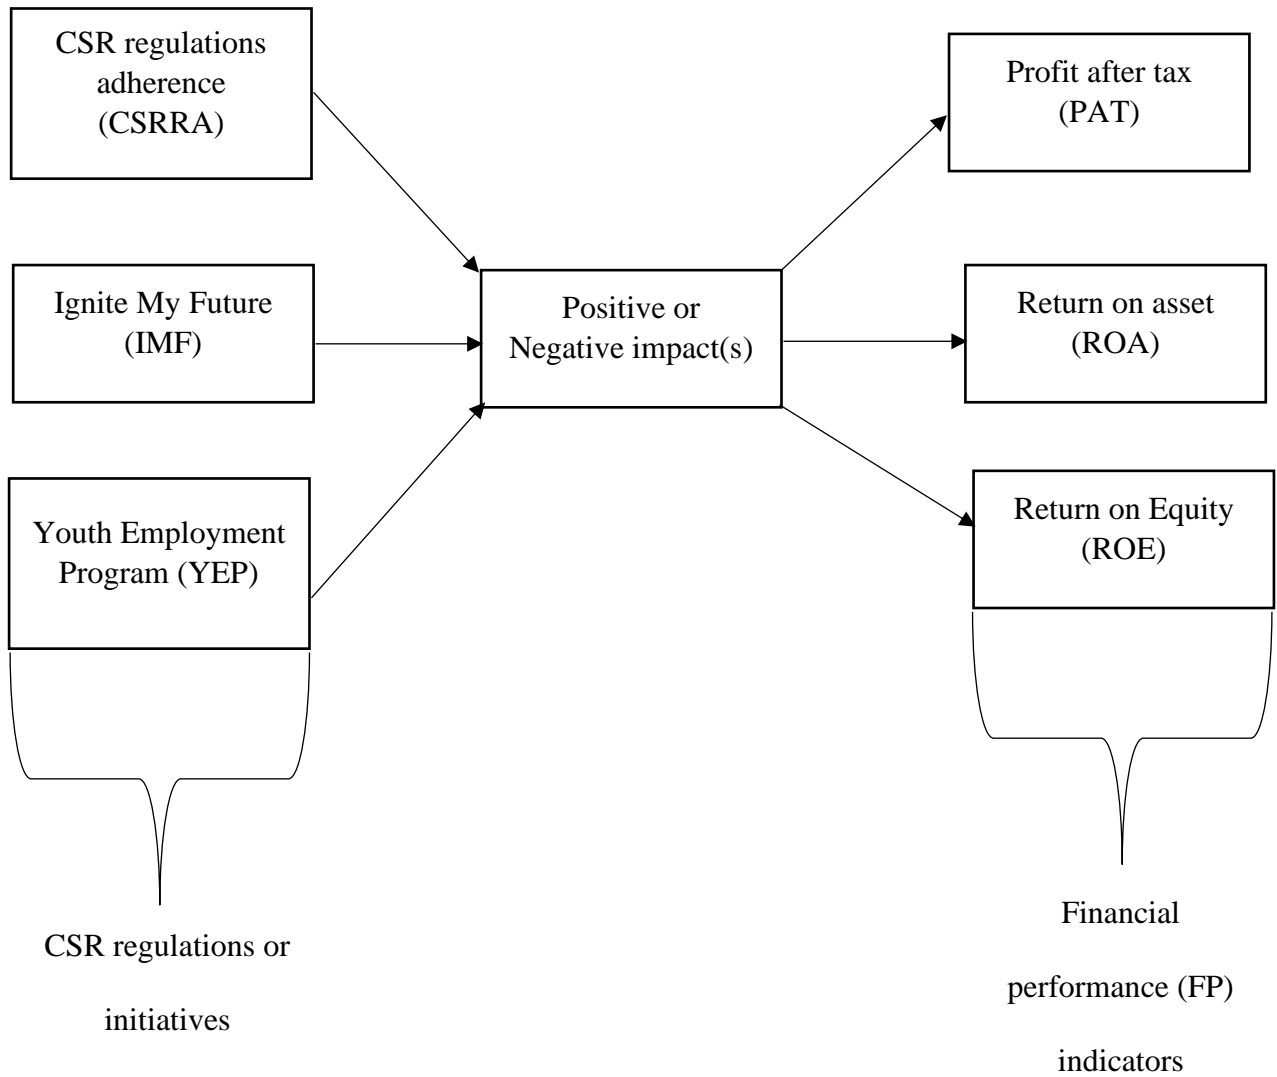 CSR regulations
adherence
(CSRRA)
Profit after tax
(PAT)
Ignite My Future
(IMF)
Positive or
Negative impact(s)
Return on asset
(ROA)
Youth Employment
Program (YEP)
Return on Equity
(ROE)
CSR regulations or
initiatives
Financial
performance (FP)
indicators